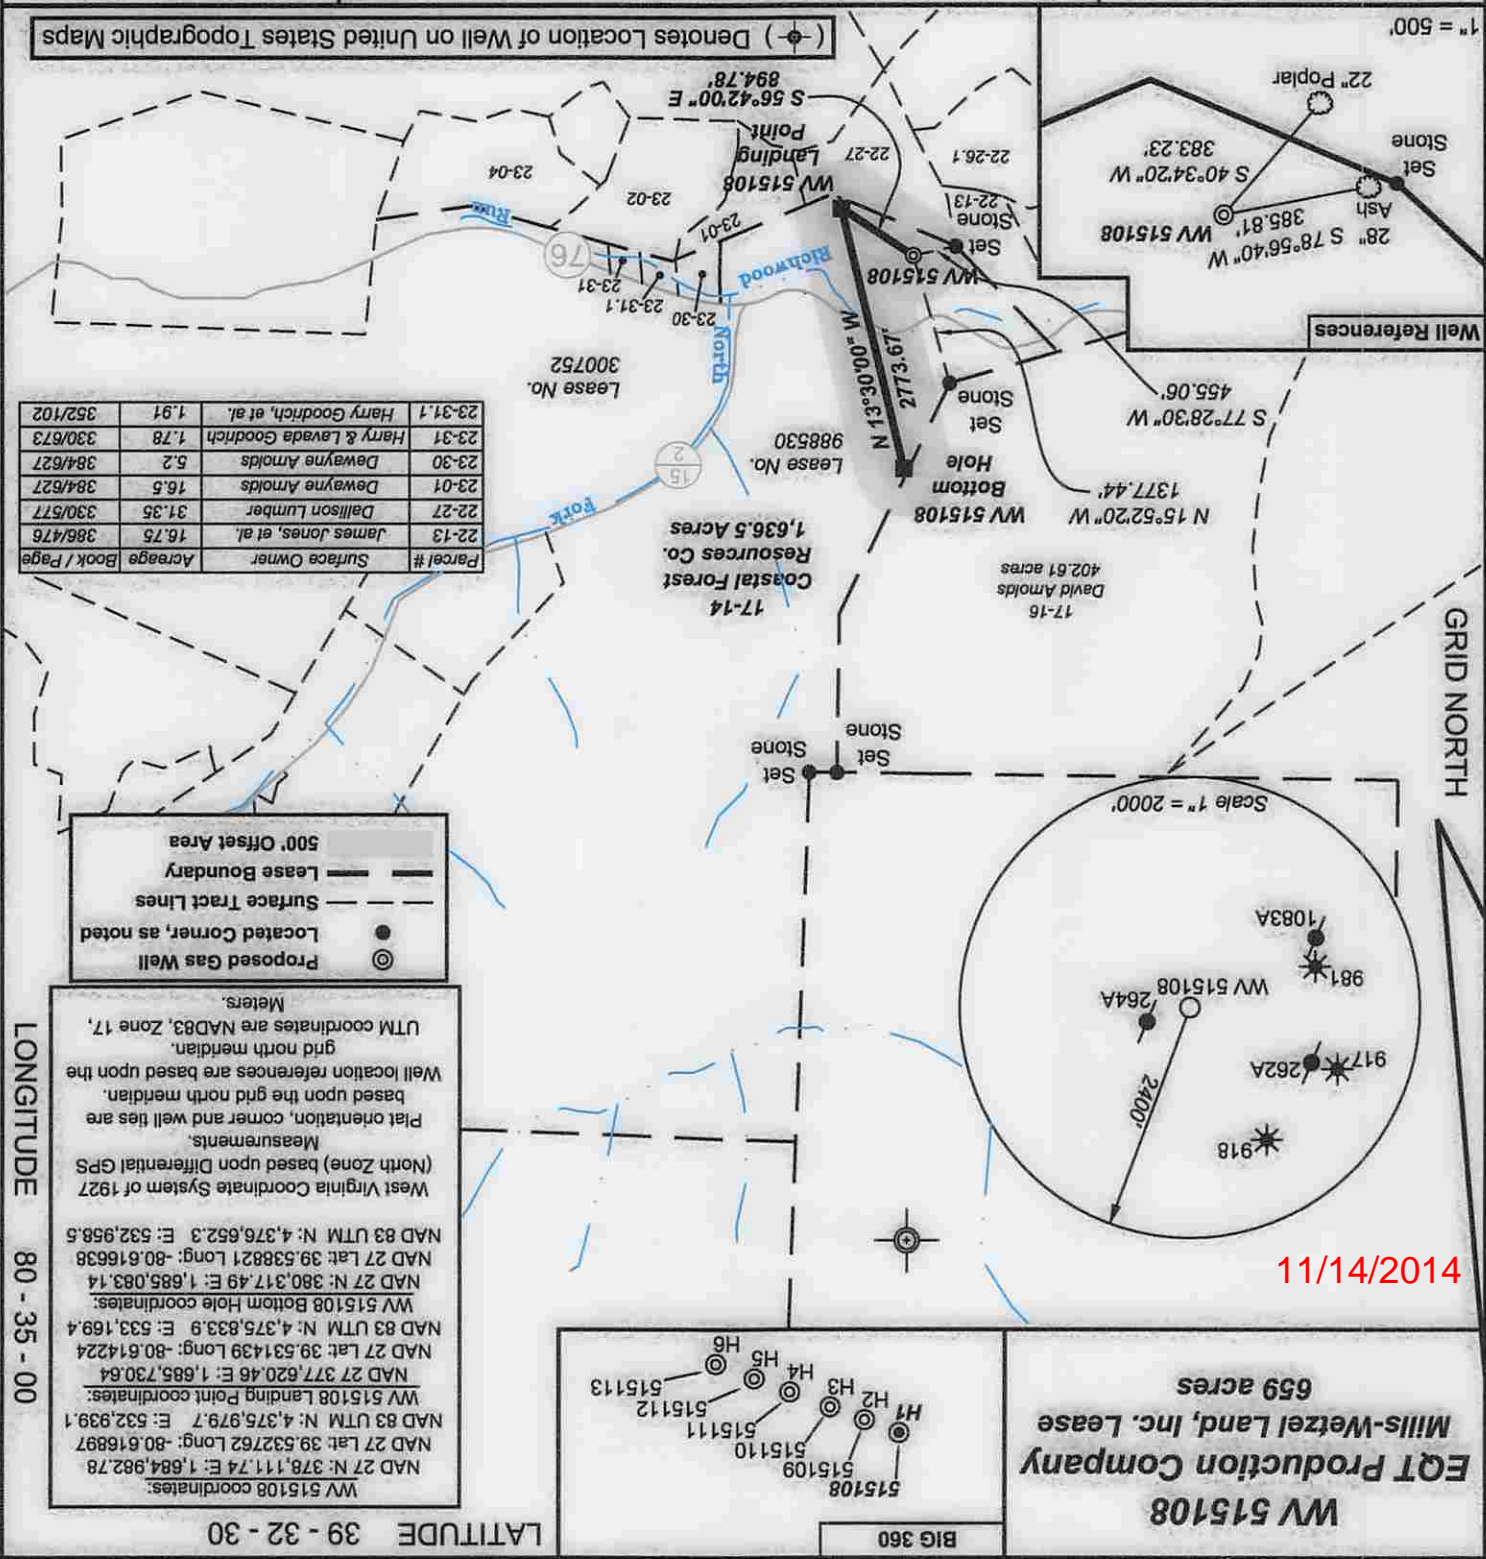 WV 515108
EQT Production Company
Mills-Wetzel Land, Inc. Lease
659 acres
BIG 360
515108
515109
515110
515111
515112
515113
H1
H2
H3
H4
H5
H6
LATITUDE 39 - 32 - 30
LONGITUDE 80 - 35 - 00
WV 515108 coordinates:
NAD 27 N: 378,111.74 E: 1,684,982.78
NAD 27 Lat: 39.532762 Long: -80.616897
NAD 83 UTM N: 4,375,979.7 E: 532,939.1
WV 515108 Landing Point coordinates:
NAD 27 377,620.46 E: 1,685,730.64
NAD 27 Lat: 39.531439 Long: -80.614224
NAD 83 UTM N: 4,375,833.9 E: 533,169.4
WV 515108 Bottom Hole coordinates:
NAD 27 N: 380,317.49 E: 1,685,083.14
NAD 27 Lat: 39.538821 Long: -80.616638
NAD 83 UTM N: 4,376,652.3 E: 532,958.5
West Virginia Coordinate System of 1927
(North Zone) based upon Differential GPS
Measurements.
Plat orientation, corner and well ties are
based upon the grid north meridian.
Well location references are based upon the
grid north meridian.
UTM coordinates are NAD83, Zone 17,
Meters.
Proposed Gas Well
Located Corner, as noted
Surface Tract Lines
Lease Boundary
500' Offset Area
11/14/2014
918
917
262A
2400'
WV 515108
264A
981
1083A
Scale 1" = 2000'
GRID NORTH
Set
Stone
Set
Stone
17-16
David Arnolds
402.61 acres
17-14
Coastal Forest
Resources Co.
1,636.5 Acres
Parcel # Surface Owner Acreage Book / Page
22-13 James Jones, et al. 16.75 386/476
22-27 Dallison Lumber 31.35 330/577
23-01 Dewayne Arnolds 16.5 384/627
23-30 Dewayne Arnolds 5.2 384/627
23-31 Harry & Lavada Goodrich 1.78 330/673
23-31.1 Harry Goodrich, et al. 1.91 352/102
Fork
15
2
N 15°52'20" W
1377.44'
WV 515108
Bottom
Hole
Lease No.
988530
Set
Stone
S 77°28'30" W
455.06'
N 13°30'00" W
2773.67'
Lease No.
300752
North
Richwood
Run
76
23-30
23-31.1
23-31
WV 515108
Set
Stone
22-13
22-26.1
22-27
WV 515108
Landing
Point
S 56°42'00" E
894.78'
23-01
23-02
23-04
Well References
WV 515108
S 78°56'40" W
385.81'
28"
Ash
S 40°34'20" W
383.23'
Set
Stone
22" Poplar
1" = 500'
( ) Denotes Location of Well on United States Topographic Maps